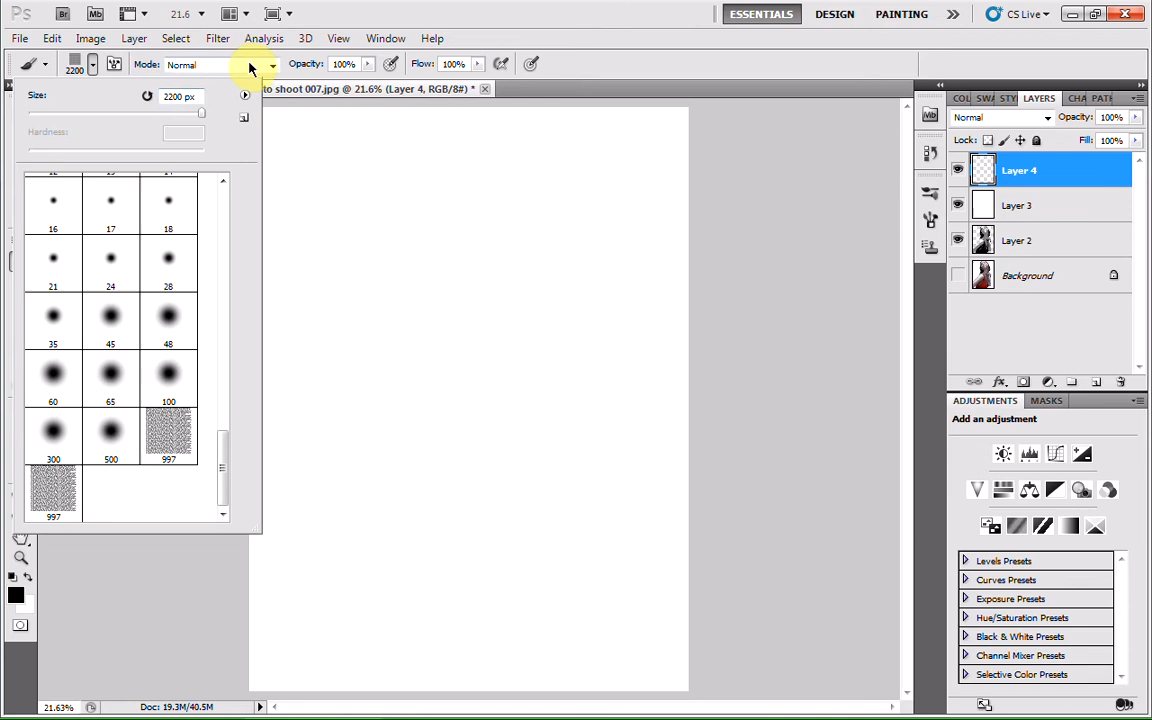 Ps Br Mb 21.6 ESSENTIALS DESIGN PAINTING CS Live
File Edit Image Layer Select Filter Analysis 3D View Window Help
2200 Mode: Normal Opacity: 100% Flow: 100%
to shoot 007.jpg @ 21.6% (Layer 4, RGB/8#) *
Size: 2200 px
Hardness:
16 17 18
21 24 28
35 45 48
60 65 100
300 500 997
997
Mb
COL SWA STYL LAYERS CHA PATH
Normal Opacity: 100%
Lock: Fill: 100%
Layer 4
Layer 3
Layer 2
Background
fx
ADJUSTMENTS MASKS
Add an adjustment
Levels Presets
Curves Presets
Exposure Presets
Hue/Saturation Presets
Black & White Presets
Channel Mixer Presets
Selective Color Presets
21.63% Doc: 19.3M/40.5M